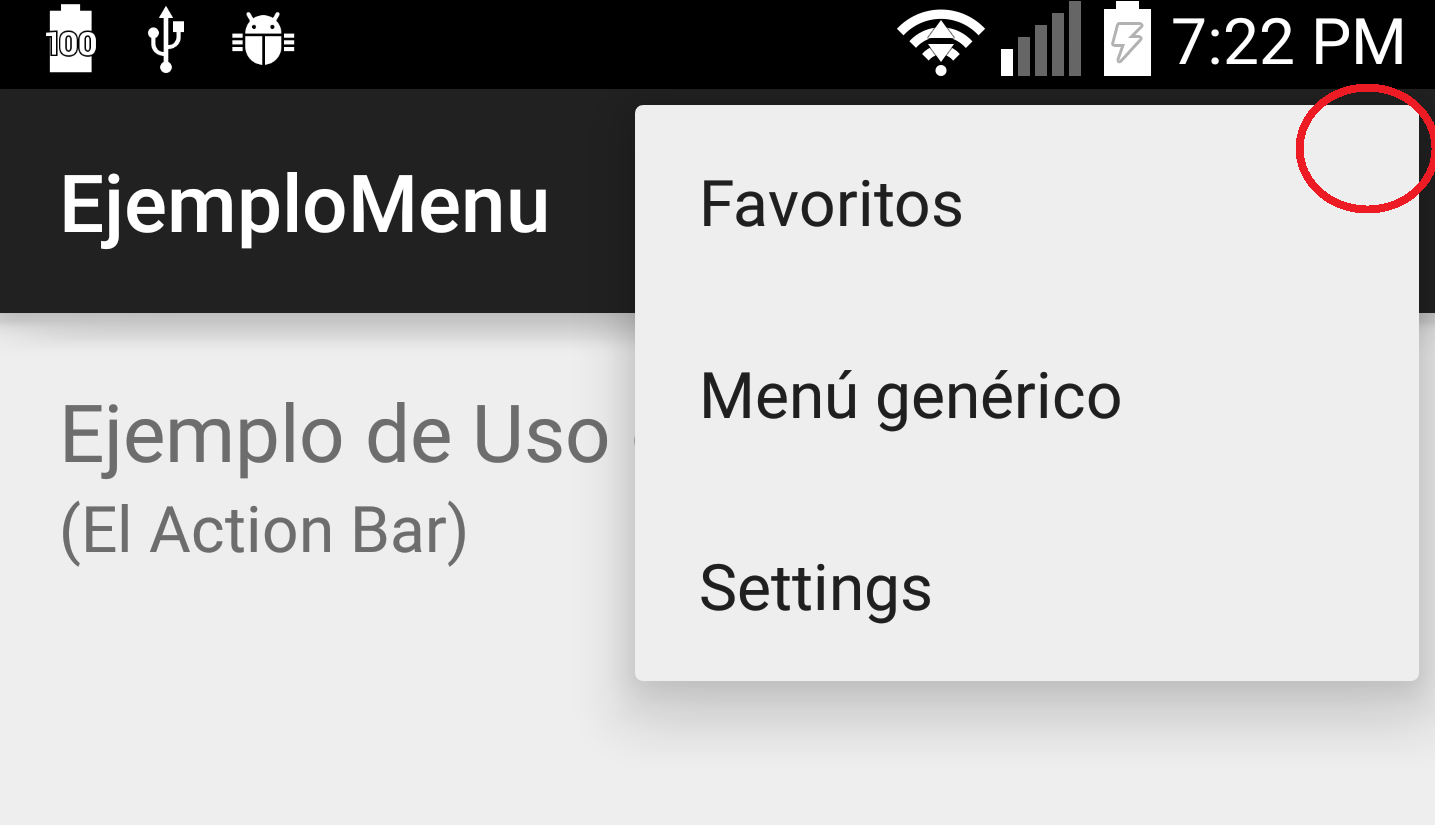 100
7:22 PM
EjemploMenu
Favoritos
Menú genérico
Ejemplo de Uso
(El Action Bar)
Settings